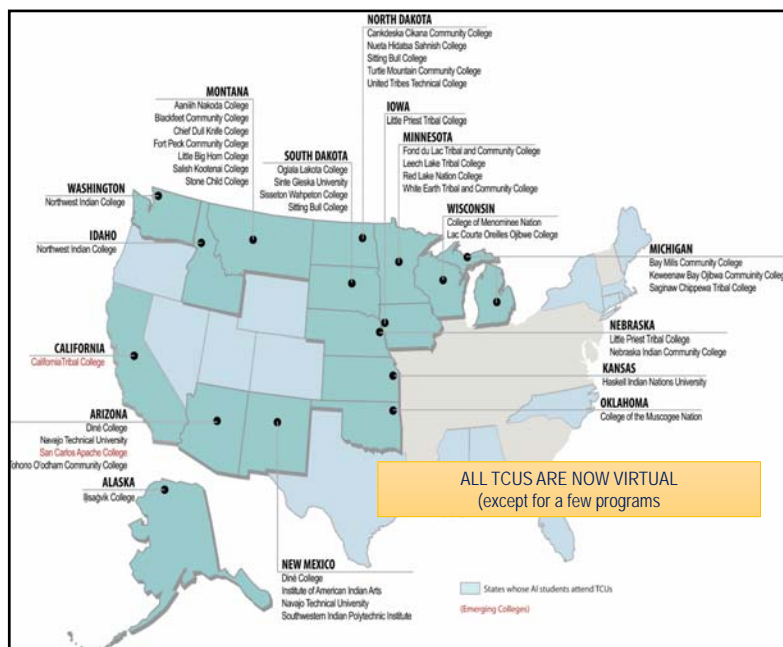 NORTH DAKOTA
Cankdeska Cikana Community College
Nueta Hidatsa Sahnish College
Sitting Bull College
Turtle Mountain Community College
United Tribes Technical College
MONTANA
Aaniiih Nakoda College
Blackfeet Community College
Chief Dull Knife College
Fort Peck Community College
Little Big Horn College
Salish Kootenai College
Stone Child College
IOWA
Little Priest Tribal College
MINNESOTA
Fond du Lac Tribal and Community College
Leech Lake Tribal College
Red Lake Nation College
White Earth Tribal and Community College
SOUTH DAKOTA
Oglala Lakota College
Sinte Gleska University
Sisseton Wahpeton College
Sitting Bull College
WASHINGTON
Northwest Indian College
WISCONSIN
College of Menominee Nation
Lac Courte Oreilles Ojibwe College
IDAHO
Northwest Indian College
MICHIGAN
Bay Mills Community College
Keweenaw Bay Ojibwa Community Colleg
Saginaw Chippewa Tribal College
NEBRASKA
Little Priest Tribal College
Nebraska Indian Community College
CALIFORNIA
CaliforniaTribal College
KANSAS
Haskell Indian Nations University
OKLAHOMA
College of the Muscogee Nation
ARIZONA
Diné College
Navajo Technical University
San Carlos Apache College
Tohono O'odham Community College
ALASKA
Iḷisaġvik College
ALL TCUS ARE NOW VIRTUAL
(except for a few programs
NEW MEXICO
Diné College
Institute of American Indian Arts
Navajo Technical University
Southwestern Indian Polytechnic Institute
States whose AI students attend TCUs
(Emerging Colleges)